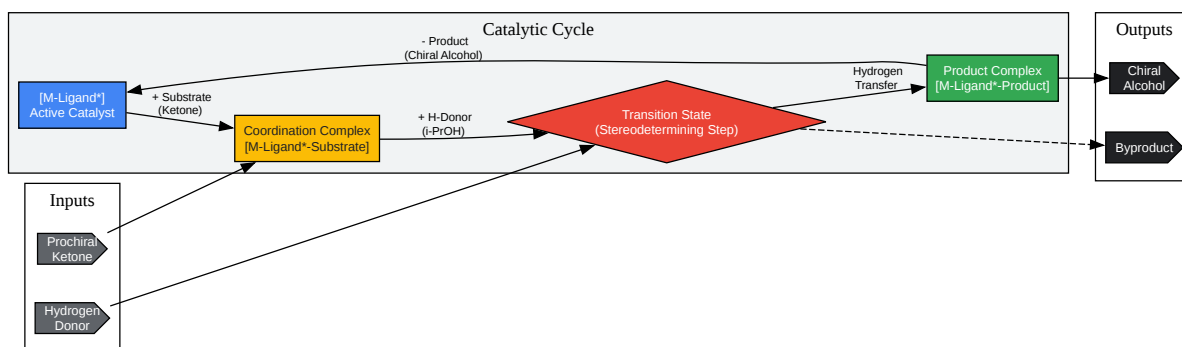 Catalytic Cycle
Outputs
- Product
(Chiral Alcohol)
[M-Ligand*]
Active Catalyst
+ Substrate
(Ketone)
Coordination Complex
[M-Ligand*-Substrate]
+ H-Donor
(i-PrOH)
Transition State
(Stereodetermining Step)
Hydrogen
Transfer
Product Complex
[M-Ligand*-Product]
Chiral
Alcohol
Byproduct
Inputs
Prochiral
Ketone
Hydrogen
Donor